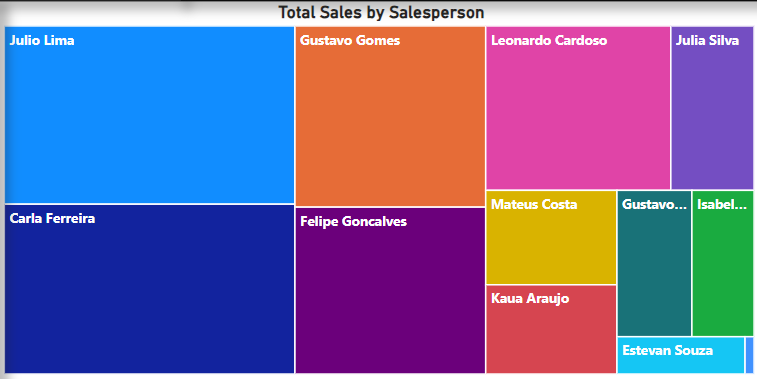 Total Sales by Salesperson
Julio Lima
Gustavo Gomes
Leonardo Cardoso
Julia Silva
Carla Ferreira
Felipe Goncalves
Mateus Costa
Gustavo...
Isabel...
Kaua Araujo
Estevan Souza